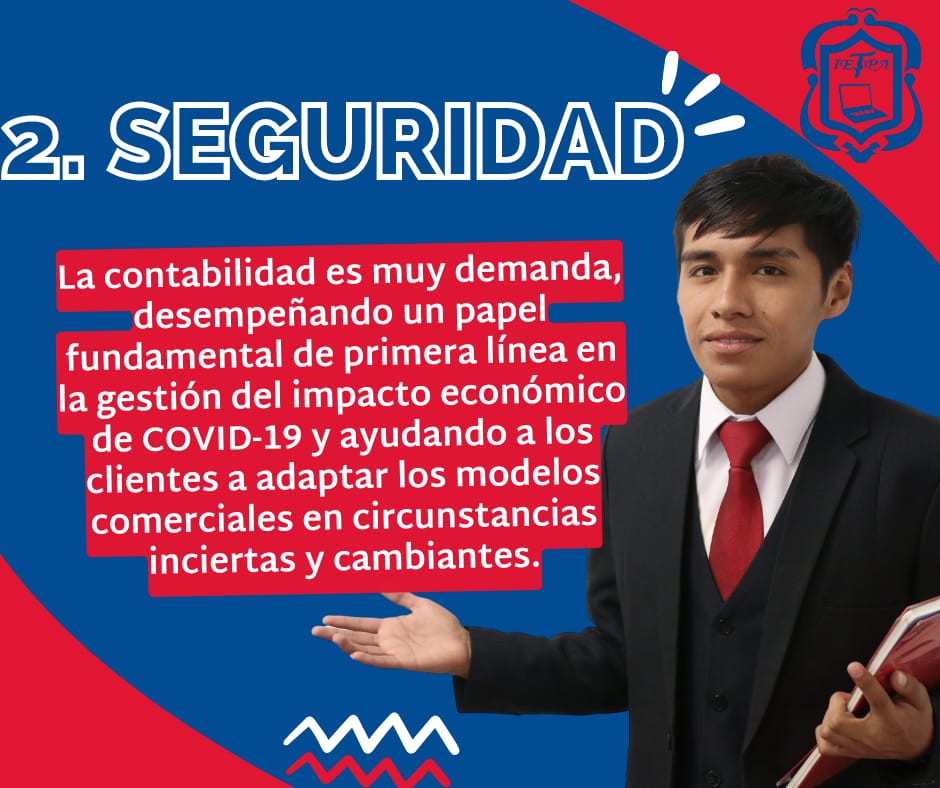 2. SEGURIDAD
La contabilidad es muy demanda,
desempeñando un papel
fundamental de primera línea en
la gestión del impacto económico
de COVID-19 y ayudando a los
clientes a adaptar los modelos
comerciales en circunstancias
inciertas y cambiantes.